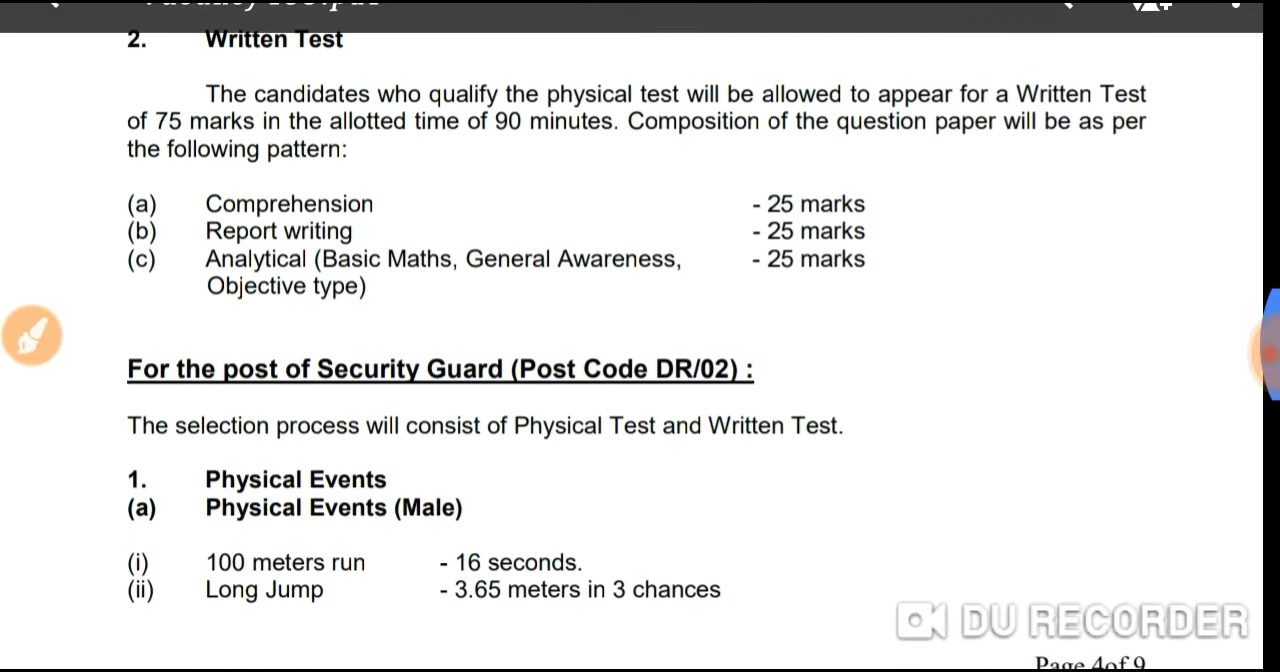 2. Written Test
The candidates who qualify the physical test will be allowed to appear for a Written Test
of 75 marks in the allotted time of 90 minutes. Composition of the question paper will be as per
the following pattern:
(a) Comprehension - 25 marks
(b) Report writing - 25 marks
(c) Analytical (Basic Maths, General Awareness, - 25 marks
Objective type)
For the post of Security Guard (Post Code DR/02) :
The selection process will consist of Physical Test and Written Test.
1. Physical Events
(a) Physical Events (Male)
(i) 100 meters run - 16 seconds.
(ii) Long Jump - 3.65 meters in 3 chances
DU RECORDER
Page 4of 9